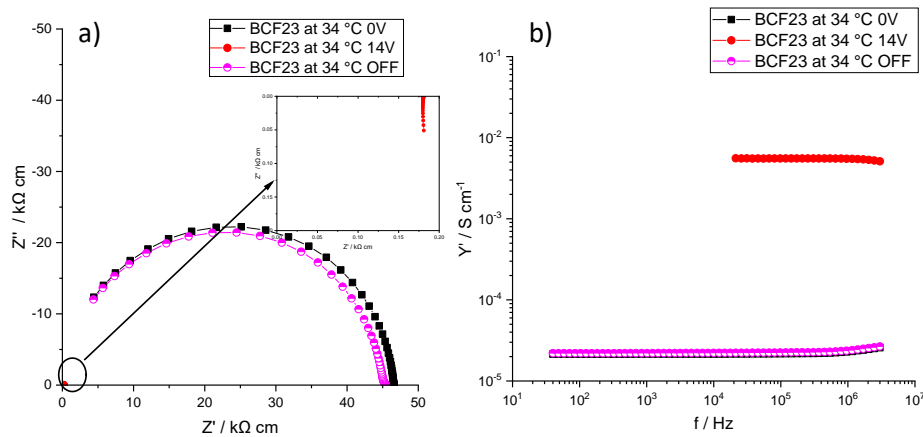 a)
BCF23 at 34 °C 0V
BCF23 at 34 °C 14V
BCF23 at 34 °C OFF
-50
-40
-30
-20
-10
0
0 10 20 30 40 50
Z'' / kΩ cm
Z' / kΩ cm
0.00
0.05
0.10
0.15
0.00 0.05 0.10 0.15 0.20
Z'' / kΩ cm
Z' / kΩ cm
b)
BCF23 at 34 °C 0V
BCF23 at 34 °C 14V
BCF23 at 34 °C OFF
10-1
10-2
10-3
10-4
10-5
101 102 103 104 105 106 107
Y' / S cm-1
f / Hz